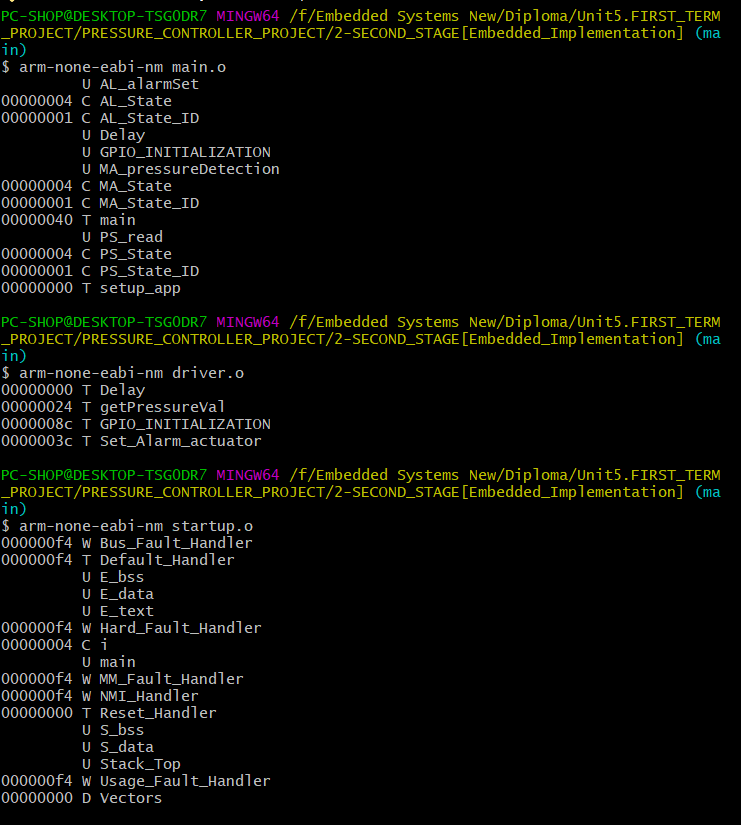 PC-SHOP@DESKTOP-TSG0DR7 MINGW64 /f/Embedded Systems New/Diploma/Unit5.FIRST_TERM
_PROJECT/PRESSURE_CONTROLLER_PROJECT/2-SECOND_STAGE[Embedded_Implementation] (ma
in)
$ arm-none-eabi-nm main.o
         U AL_alarmSet
00000004 C AL_State
00000001 C AL_State_ID
         U Delay
         U GPIO_INITIALIZATION
         U MA_pressureDetection
00000004 C MA_State
00000001 C MA_State_ID
00000040 T main
         U PS_read
00000004 C PS_State
00000001 C PS_State_ID
00000000 T setup_app
PC-SHOP@DESKTOP-TSG0DR7 MINGW64 /f/Embedded Systems New/Diploma/Unit5.FIRST_TERM
_PROJECT/PRESSURE_CONTROLLER_PROJECT/2-SECOND_STAGE[Embedded_Implementation] (ma
in)
$ arm-none-eabi-nm driver.o
00000000 T Delay
00000024 T getPressureVal
0000008c T GPIO_INITIALIZATION
0000003c T Set_Alarm_actuator
PC-SHOP@DESKTOP-TSG0DR7 MINGW64 /f/Embedded Systems New/Diploma/Unit5.FIRST_TERM
_PROJECT/PRESSURE_CONTROLLER_PROJECT/2-SECOND_STAGE[Embedded_Implementation] (ma
in)
$ arm-none-eabi-nm startup.o
000000f4 W Bus_Fault_Handler
000000f4 T Default_Handler
         U E_bss
         U E_data
         U E_text
000000f4 W Hard_Fault_Handler
00000004 C i
         U main
000000f4 W MM_Fault_Handler
000000f4 W NMI_Handler
00000000 T Reset_Handler
         U S_bss
         U S_data
         U Stack_Top
000000f4 W Usage_Fault_Handler
00000000 D Vectors